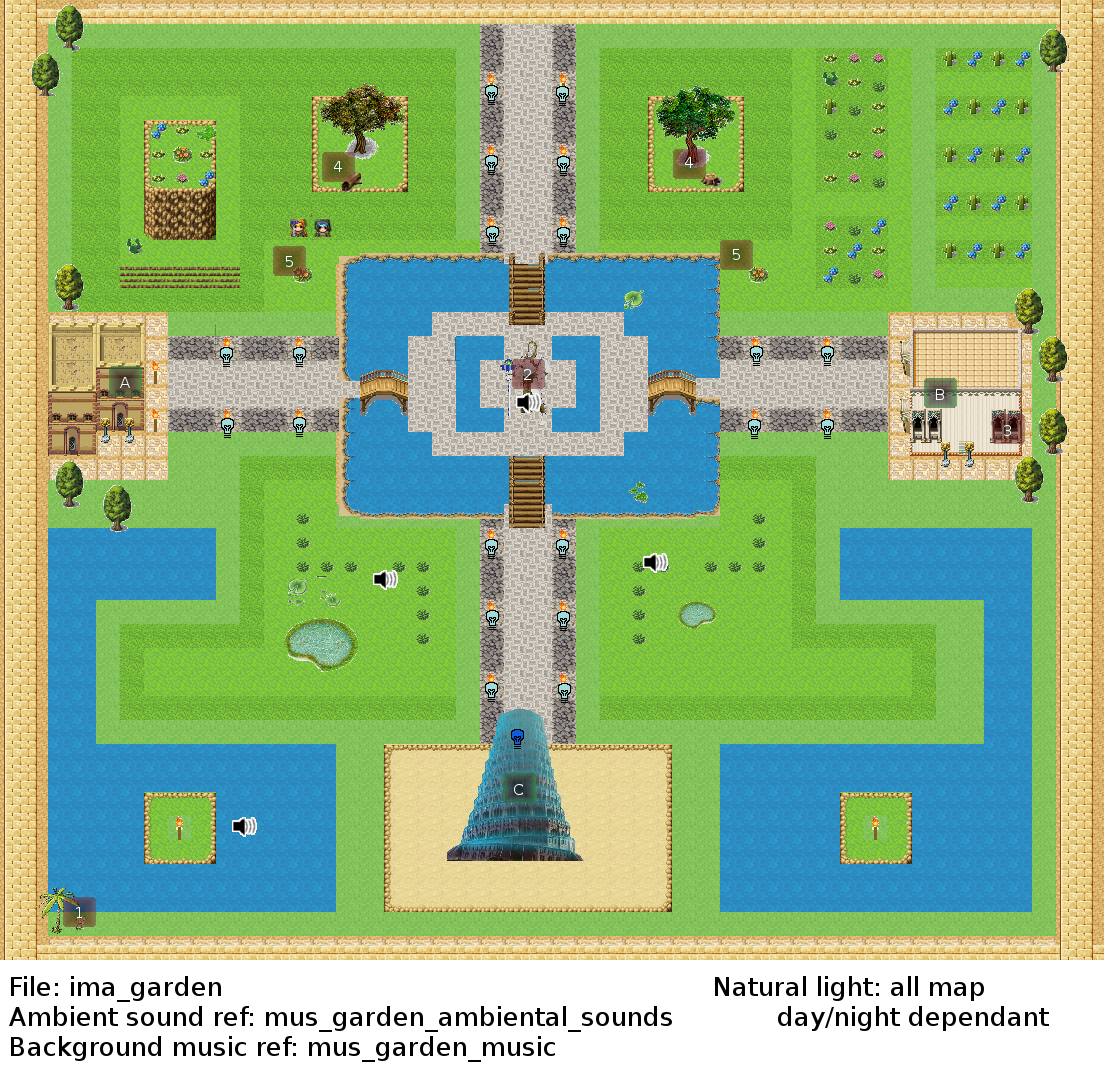 4
4
5
5
2
A
B
3
C
1
File: ima_garden
Natural light: all map
Ambient sound ref: mus_garden_ambiental_sounds
day/night dependant
Background music ref: mus_garden_music